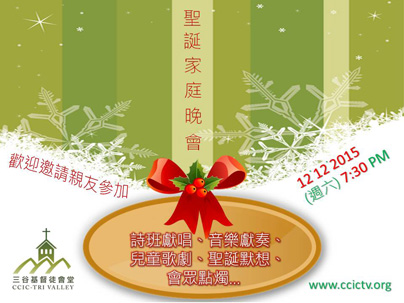 聖誕家庭晚會
歡迎邀請親友參加
12 12 2015
(週六) 7:30 PM
詩班獻唱、音樂獻奏、
兒童歌劇、聖誕默想、
會眾點燭...
三谷基督徒會堂
CCIC-TRI VALLEY
www.ccictv.org